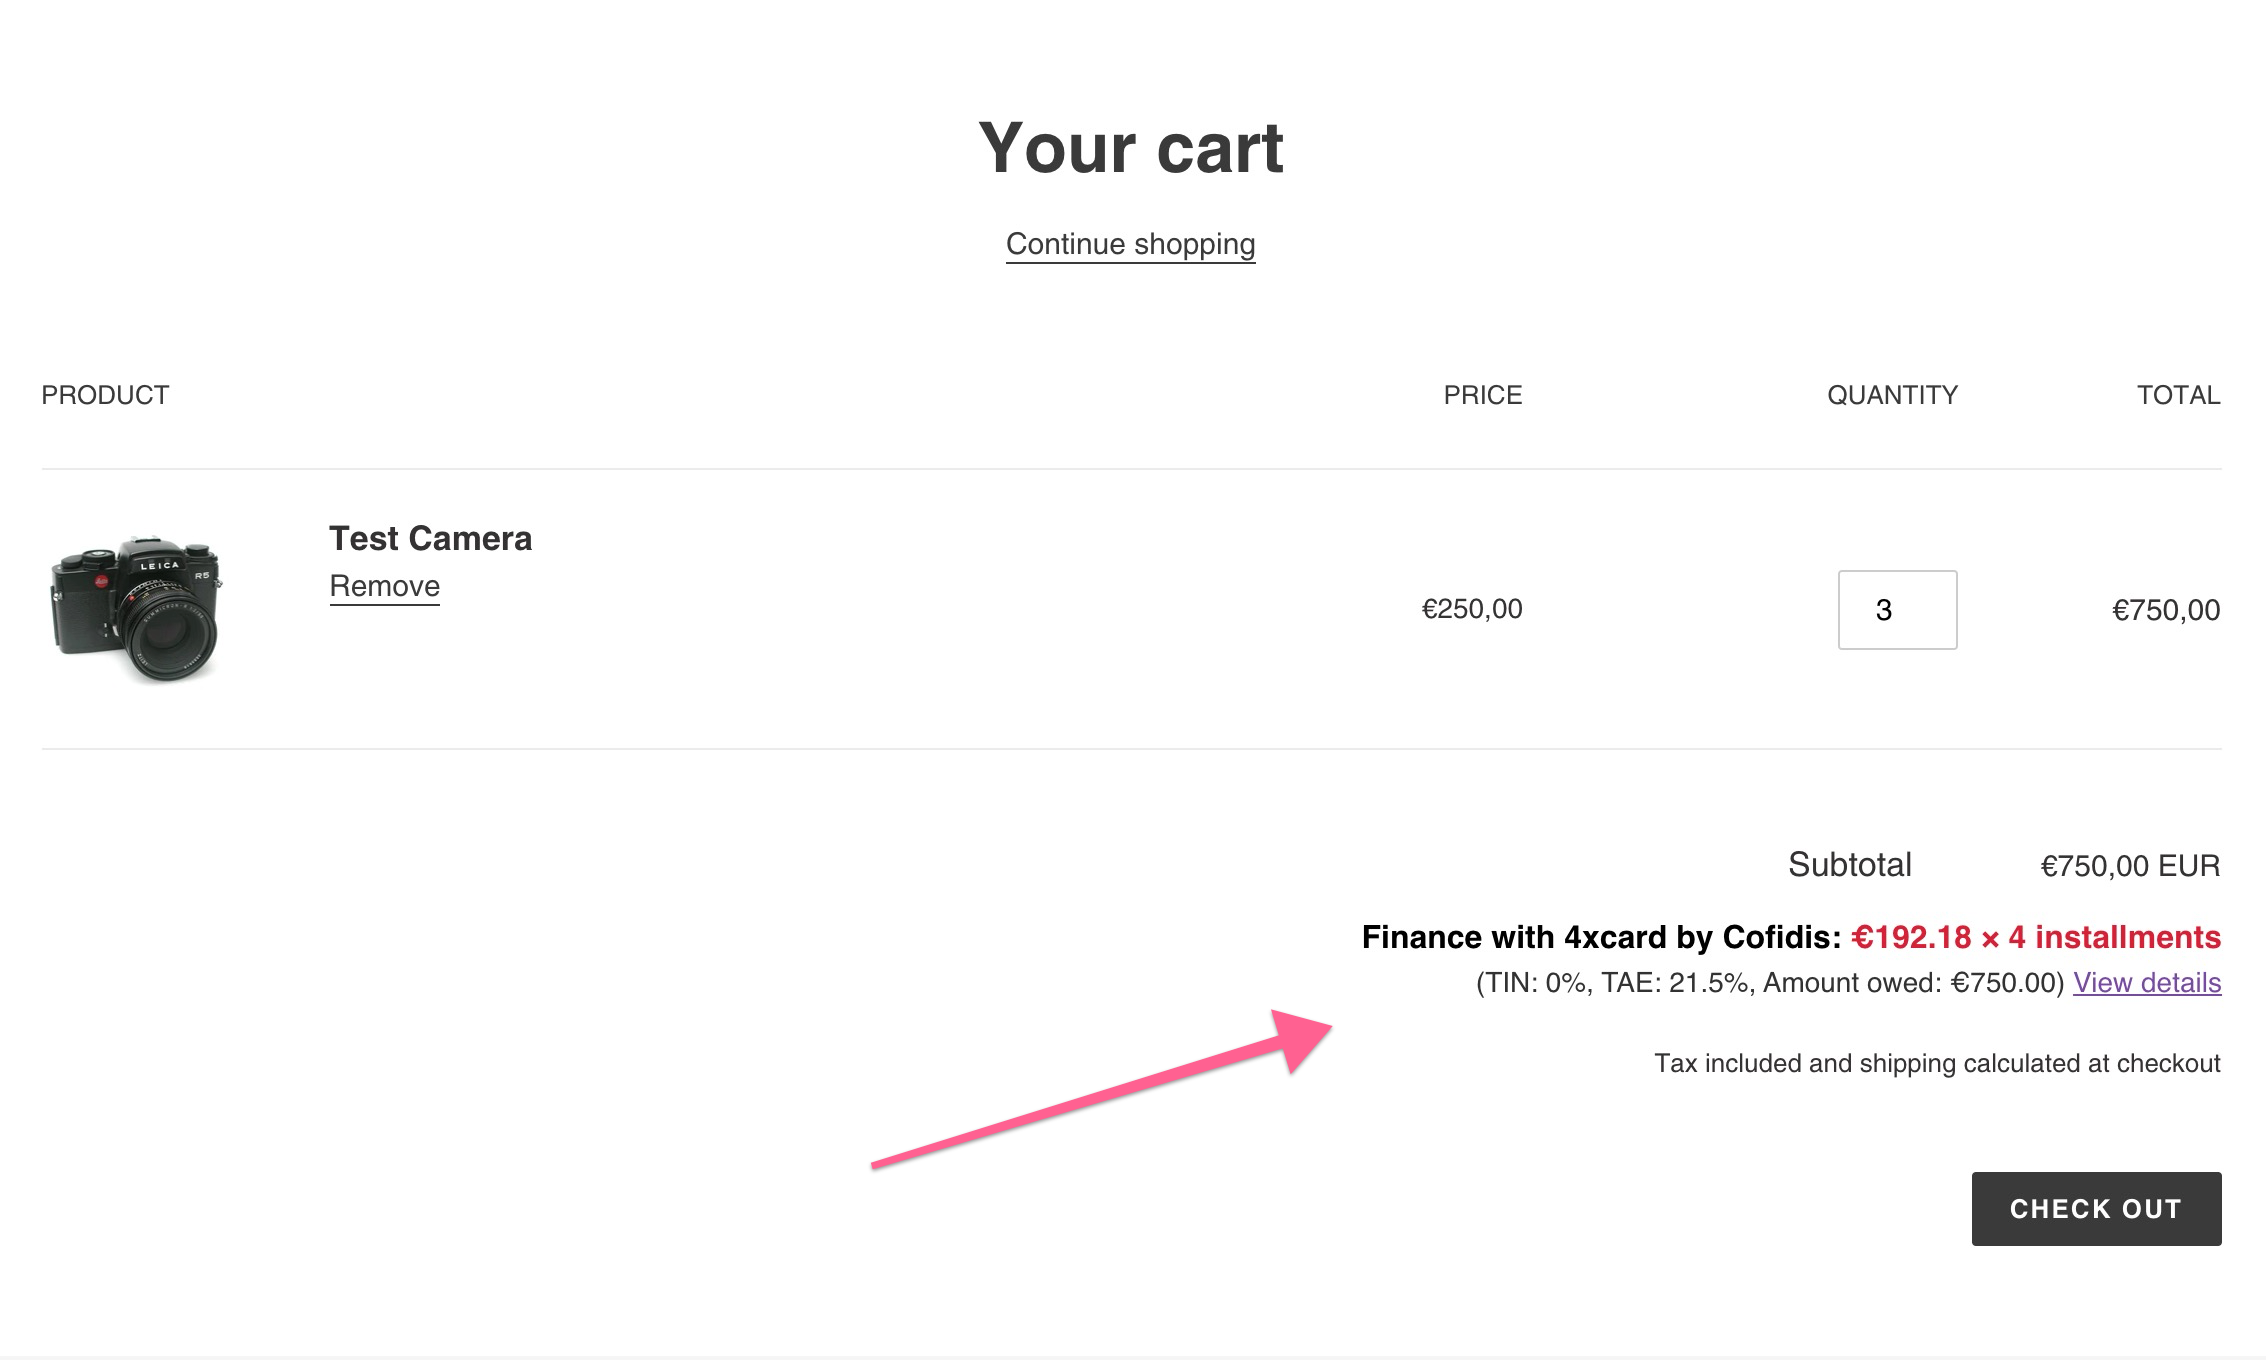 Your cart
Continue shopping
PRODUCT PRICE QUANTITY TOTAL
Test Camera
Remove
LEICA
R5
€250,00 3 €750,00
Subtotal €750,00 EUR
Finance with 4xcard by Cofidis: €192.18 × 4 installments
(TIN: 0%, TAE: 21.5%, Amount owed: €750.00) View details
Tax included and shipping calculated at checkout
CHECK OUT